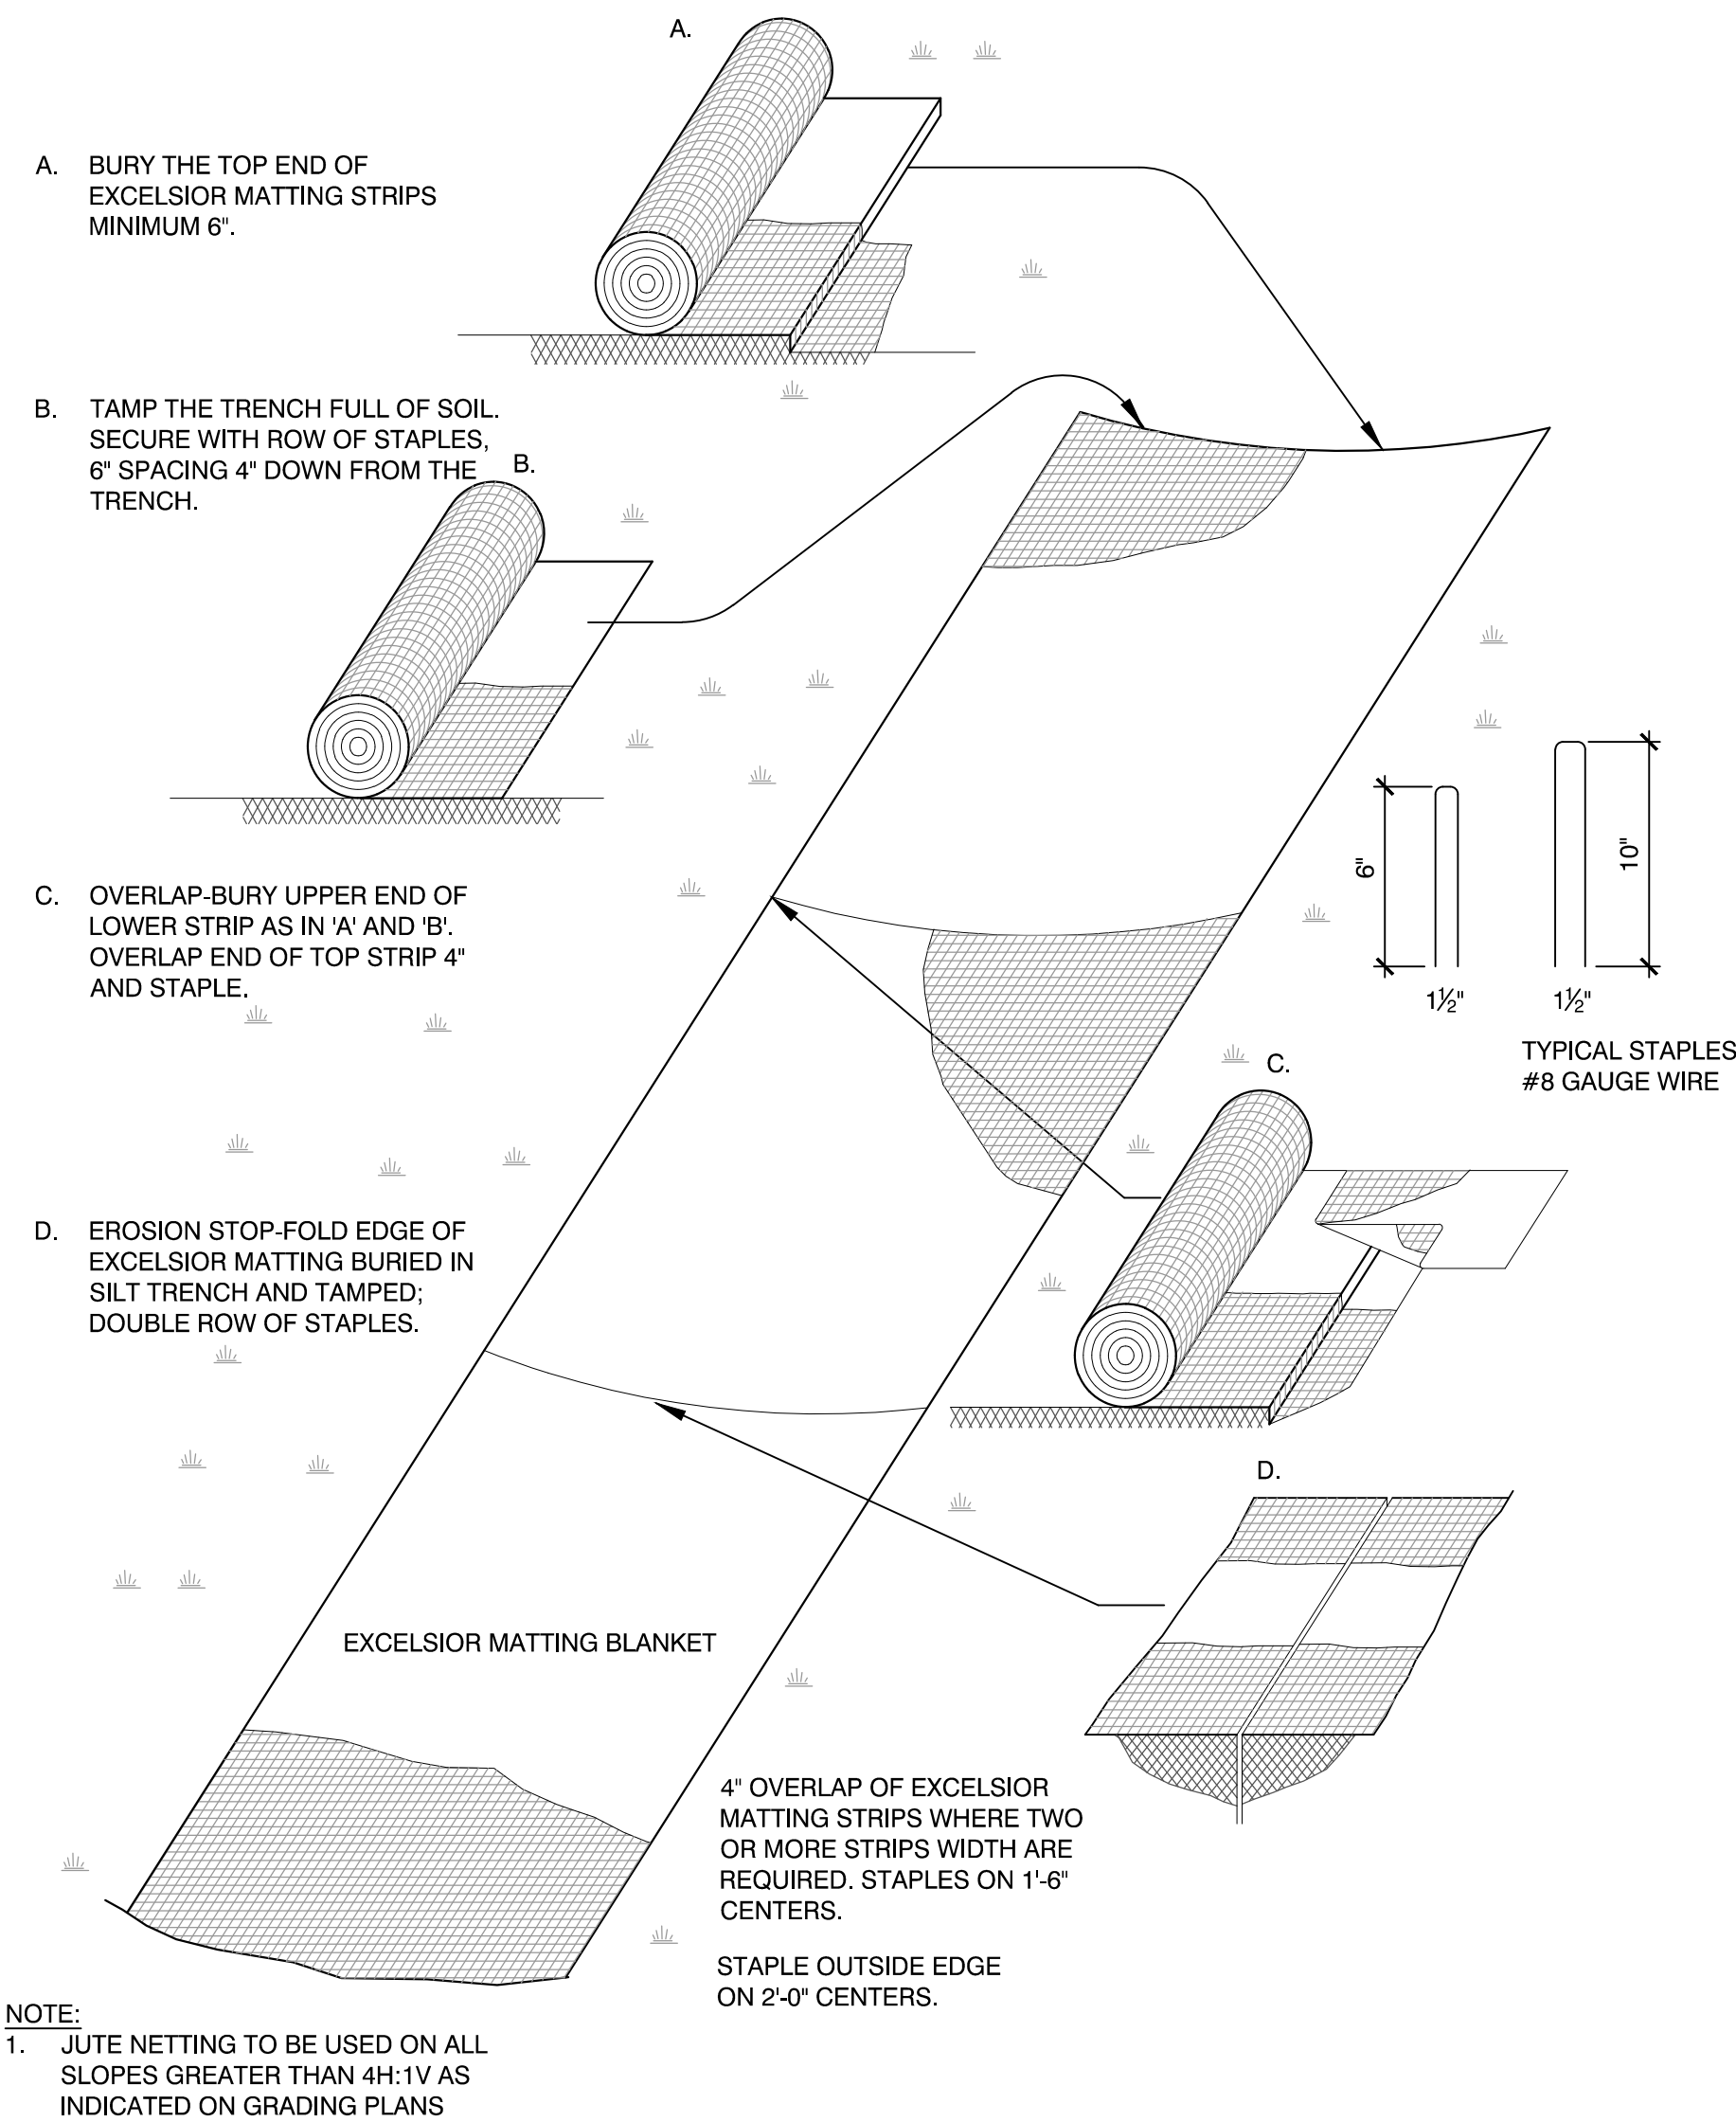 A.
A. BURY THE TOP END OF
EXCELSIOR MATTING STRIPS
MINIMUM 6".
B. TAMP THE TRENCH FULL OF SOIL.
SECURE WITH ROW OF STAPLES,
6" SPACING 4" DOWN FROM THE
TRENCH.
B.
C. OVERLAP-BURY UPPER END OF
LOWER STRIP AS IN 'A' AND 'B'.
OVERLAP END OF TOP STRIP 4"
AND STAPLE.
6"
10"
1½"
1½"
TYPICAL STAPLES
#8 GAUGE WIRE
C.
D. EROSION STOP-FOLD EDGE OF
EXCELSIOR MATTING BURIED IN
SILT TRENCH AND TAMPED;
DOUBLE ROW OF STAPLES.
D.
EXCELSIOR MATTING BLANKET
4" OVERLAP OF EXCELSIOR
MATTING STRIPS WHERE TWO
OR MORE STRIPS WIDTH ARE
REQUIRED. STAPLES ON 1'-6"
CENTERS.
STAPLE OUTSIDE EDGE
ON 2'-0" CENTERS.
NOTE:
1. JUTE NETTING TO BE USED ON ALL
SLOPES GREATER THAN 4H:1V AS
INDICATED ON GRADING PLANS